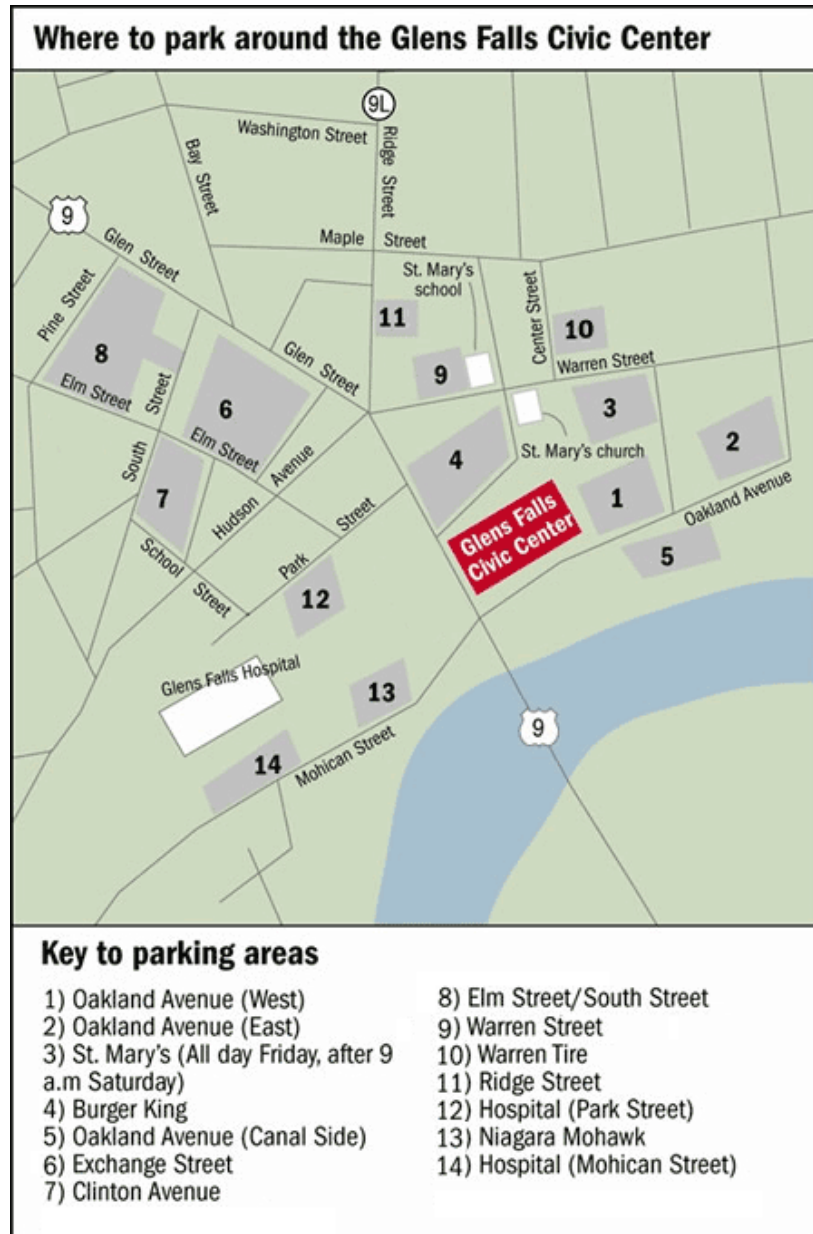 Where to park around the Glens Falls Civic Center
9L
Washington Street
Ridge Street
Bay Street
9
Glen Street
Maple Street
St. Mary's
school
Pine Street
11
Center Street
10
8
Glen Street
Warren Street
9
Elm Street
South Street
6
3
Elm Street
4
St. Mary's church
2
Hudson Avenue
7
1
Oakland Avenue
Glens Falls
Civic Center
5
School Street
Park Street
12
Glens Falls Hospital
13
9
14
Mohican Street
Key to parking areas
1) Oakland Avenue (West)
2) Oakland Avenue (East)
3) St. Mary's (All day Friday, after 9
a.m Saturday)
4) Burger King
5) Oakland Avenue (Canal Side)
6) Exchange Street
7) Clinton Avenue
8) Elm Street/South Street
9) Warren Street
10) Warren Tire
11) Ridge Street
12) Hospital (Park Street)
13) Niagara Mohawk
14) Hospital (Mohican Street)